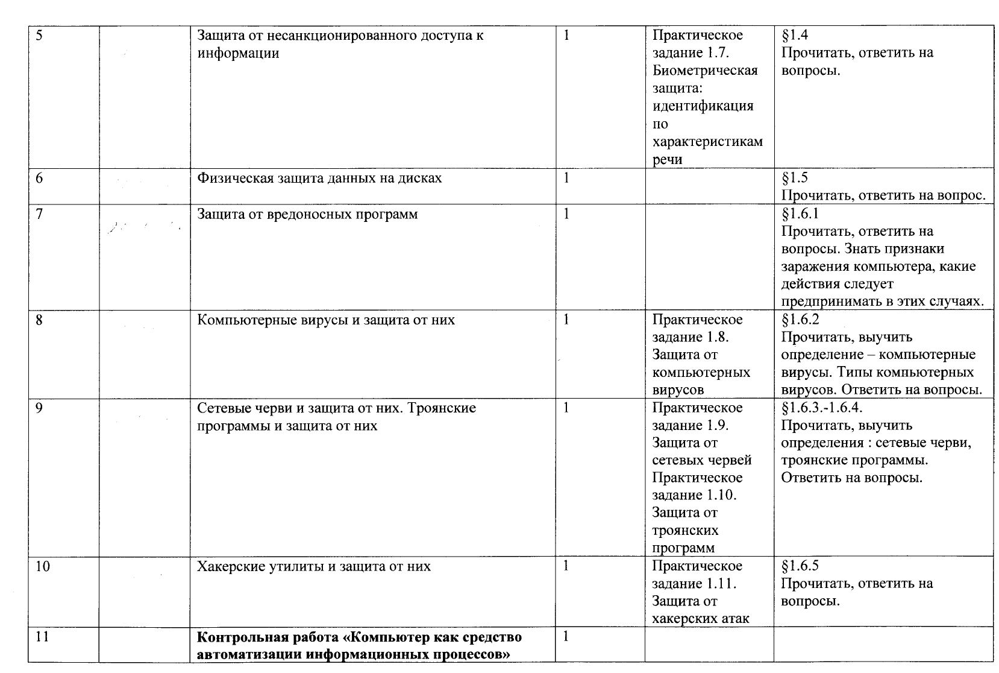 5
Защита от несанкционированного доступа к
информации
1
Практическое
задание 1.7.
Биометрическая
защита:
идентификация
по
характеристикам
речи
§1.4
Прочитать, ответить на
вопросы.
6
Физическая защита данных на дисках
1
§1.5
Прочитать, ответить на вопрос.
7
Защита от вредоносных программ
1
§1.6.1
Прочитать, ответить на
вопросы. Знать признаки
заражения компьютера, какие
действия следует
предпринимать в этих случаях.
8
Компьютерные вирусы и защита от них
1
Практическое
задание 1.8.
Защита от
компьютерных
вирусов
§1.6.2
Прочитать, выучить
определение – компьютерные
вирусы. Типы компьютерных
вирусов. Ответить на вопросы.
9
Сетевые черви и защита от них. Троянские
программы и защита от них
1
Практическое
задание 1.9.
Защита от
сетевых червей
Практическое
задание 1.10.
Защита от
троянских
программ
§1.6.3.-1.6.4.
Прочитать, выучить
определения : сетевые черви,
троянские программы.
Ответить на вопросы.
10
Хакерские утилиты и защита от них
1
Практическое
задание 1.11.
Защита от
хакерских атак
§1.6.5
Прочитать, ответить на
вопросы.
11
Контрольная работа «Компьютер как средство
автоматизации информационных процессов»
1